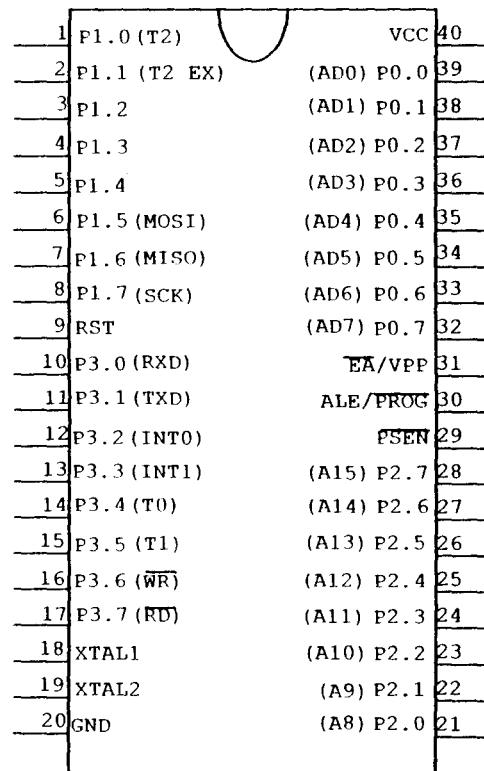 1 P1.0(T2) VCC 40
2 P1.1(T2 EX) (AD0) P0.0 39
3 P1.2 (AD1) P0.1 38
4 P1.3 (AD2) P0.2 37
5 P1.4 (AD3) P0.3 36
6 P1.5(MOSI) (AD4) P0.4 35
7 P1.6(MISO) (AD5) P0.5 34
8 P1.7(SCK) (AD6) P0.6 33
9 RST (AD7) P0.7 32
10 P3.0(RXD) E̅A̅/VPP 31
11 P3.1(TXD) ALE/P̅R̅O̅G̅ 30
12 P3.2(INT0) P̅S̅E̅N̅ 29
13 P3.3(INT1) (A15) P2.7 28
14 P3.4(T0) (A14) P2.6 27
15 P3.5(T1) (A13) P2.5 26
16 P3.6(W̅R̅) (A12) P2.4 25
17 P3.7(R̅D̅) (A11) P2.3 24
18 XTAL1 (A10) P2.2 23
19 XTAL2 (A9) P2.1 22
20 GND (A8) P2.0 21